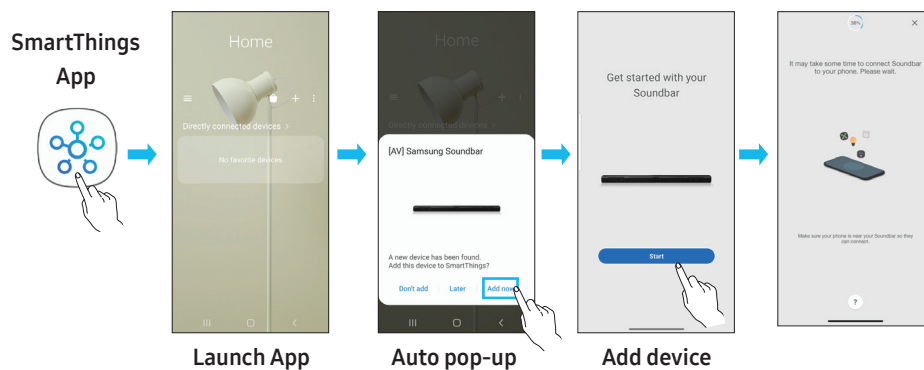 SmartThings
App
Home
Directly connected devices >
No favorite devices
Launch App
Home
Directly connected devices >
[AV] Samsung Soundbar
A new device has been found.
Add this device to SmartThings?
Don't add
Later
Add now
Auto pop-up
Get started with your
Soundbar
Start
Add device
38%
It may take some time to connect Soundbar
to your phone. Please wait.
Make sure your phone is near your Soundbar so they
can connect.
?